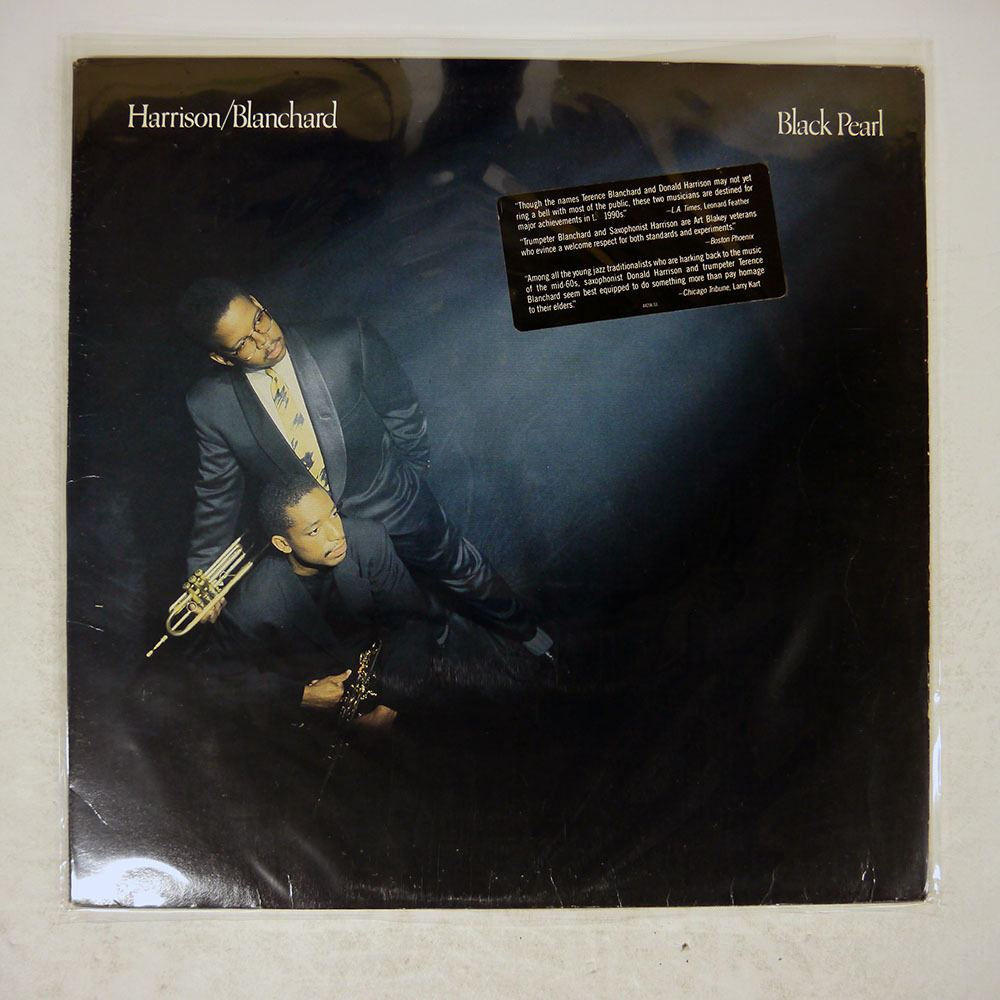 Harrison/Blanchard
Black Pearl
"Though the names Terence Blanchard and Donald Harrison may not yet
ring a bell with most of the public, these two musicians are destined for
major achievements in t 1990s."
—L.A. Times, Leonard Feather
"Trumpeter Blanchard and Saxophonist Harrison are Art Blakey veterans
who evince a welcome respect for both standards and experiments."
—Boston Phoenix
"Among all the young jazz traditionalists who are harking back to the music
of the mid-60s, saxophonist Donald Harrison and trumpeter Terence
Blanchard seem best equipped to do something more than pay homage
to their elders."
—Chicago Tribune, Larry Kart